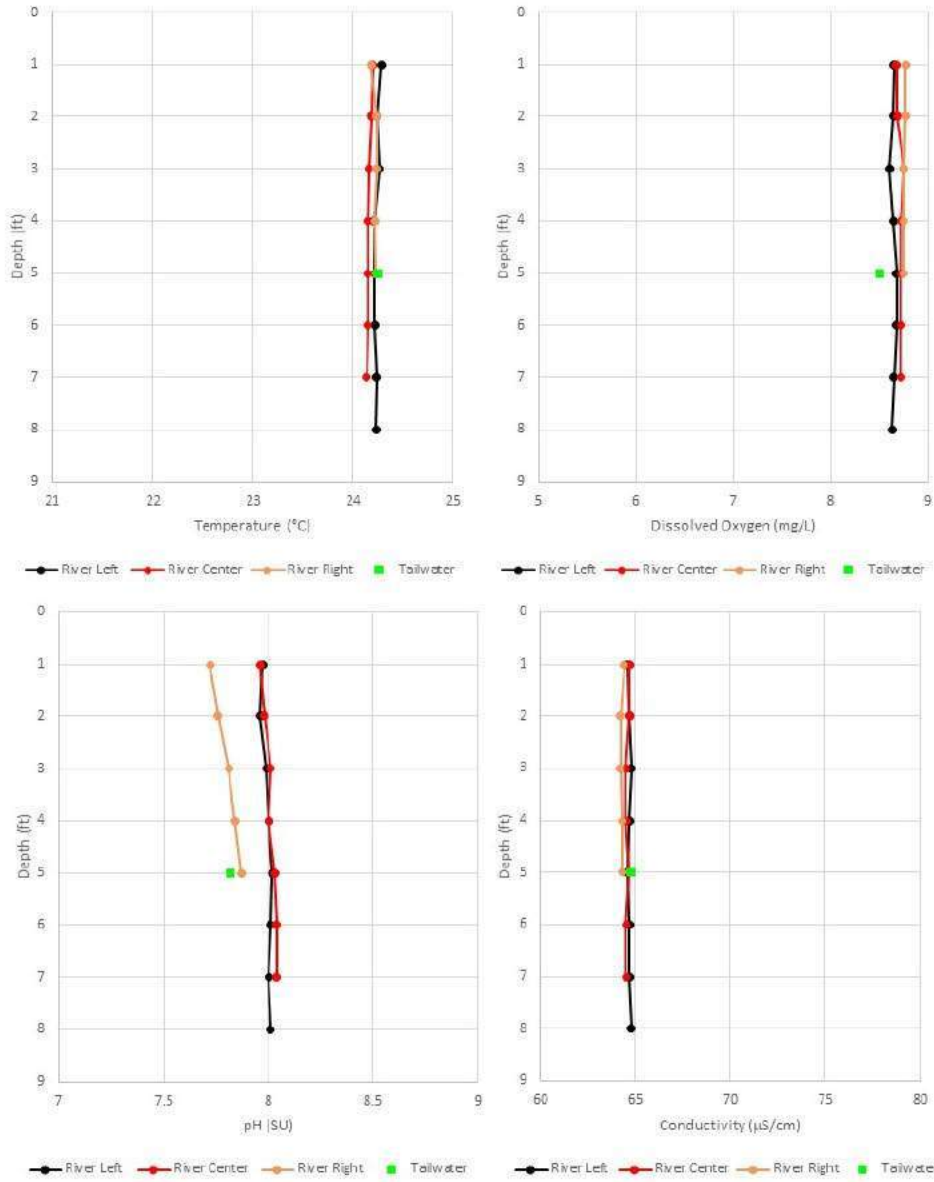 0
1
2
3
4
5
6
7
8
9
Depth (ft)
21 22 23 24 25
Temperature (°C)
River Left River Center River Right Tailwater
0
1
2
3
4
5
6
7
8
9
Depth (ft)
5 6 7 8 9
Dissolved Oxygen (mg/L)
River Left River Center River Right Tailwater
0
1
2
3
4
5
6
7
8
9
Depth (ft)
7 7.5 8 8.5 9
pH (SU)
River Left River Center River Right Tailwater
0
1
2
3
4
5
6
7
8
9
Depth (ft)
60 65 70 75 80
Conductivity (µS/cm)
River Left River Center River Right Tailwate